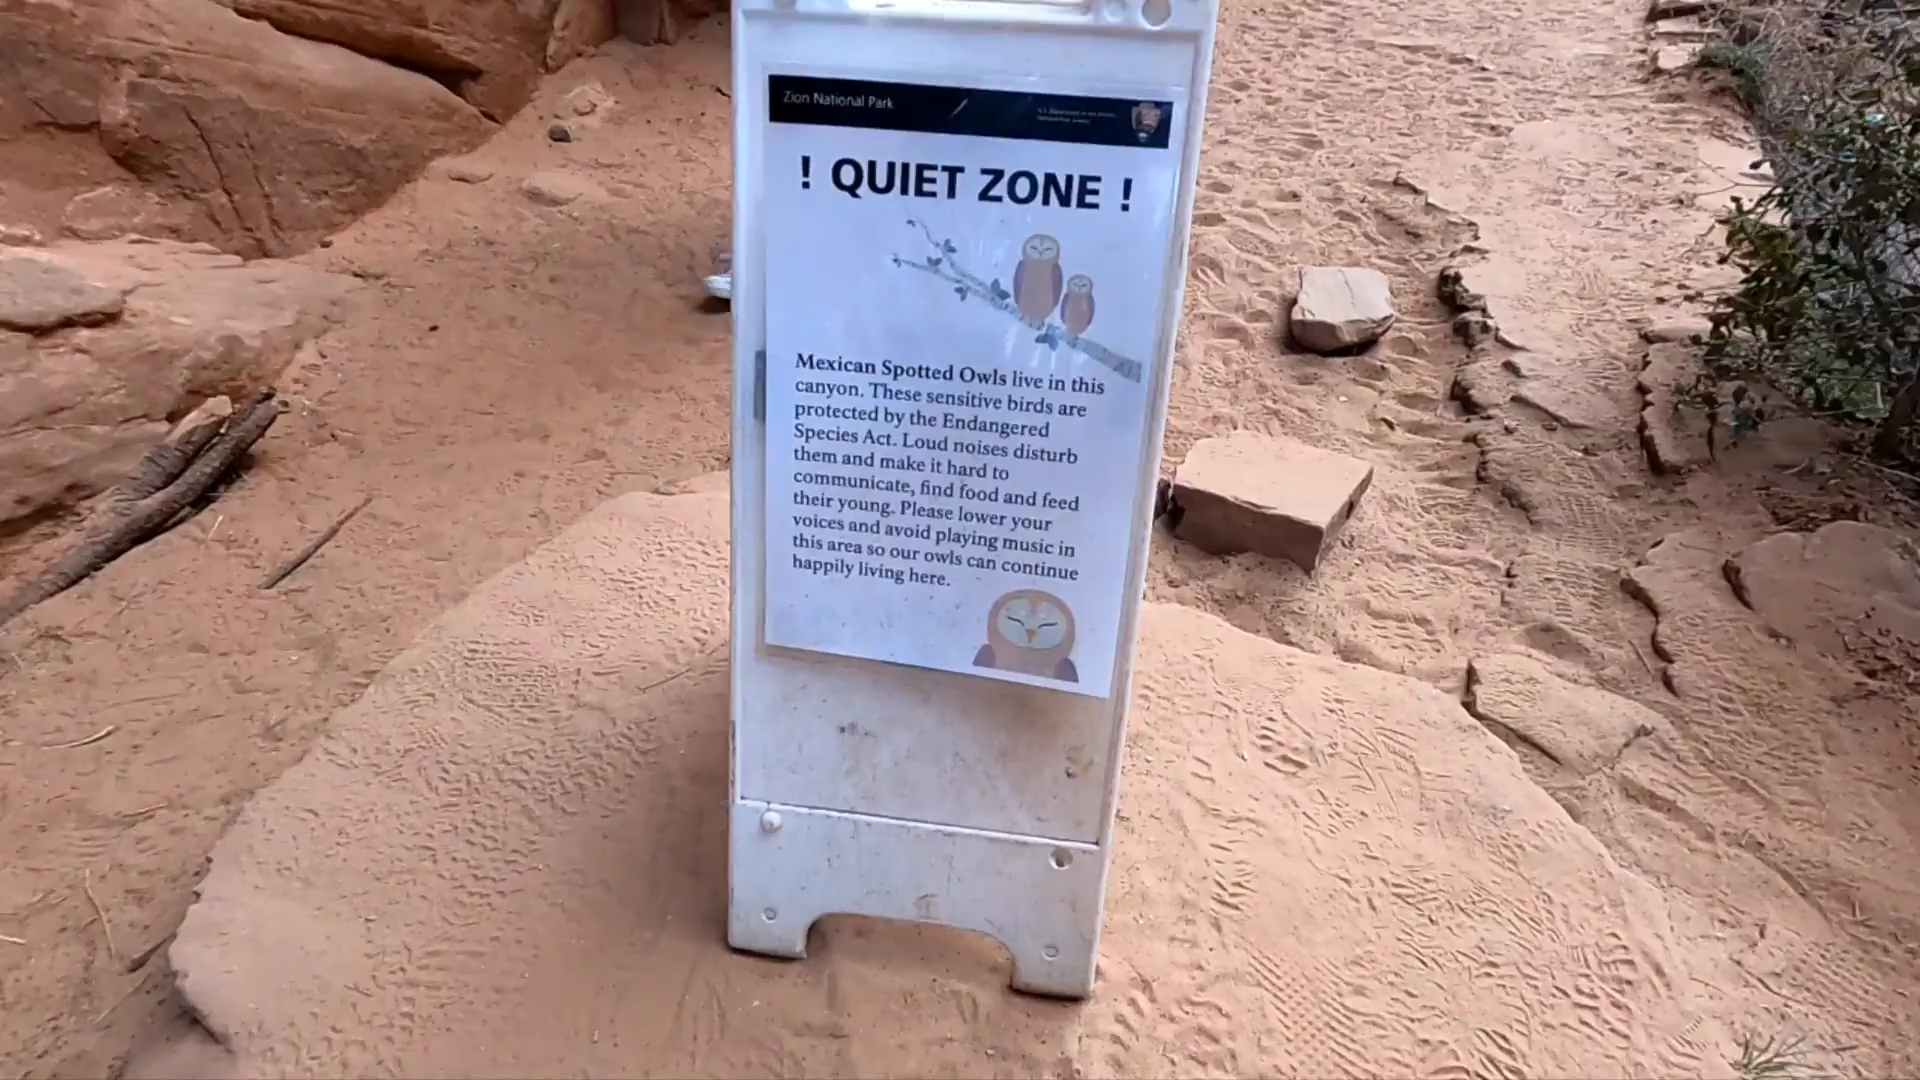 Zion National Park
National Park Service
! QUIET ZONE !
Mexican Spotted Owls live in this
canyon. These sensitive birds are
protected by the Endangered
Species Act. Loud noises disturb
them and make it hard to
communicate, find food and feed
their young. Please lower your
voices and avoid playing music in
this area so our owls can continue
happily living here.